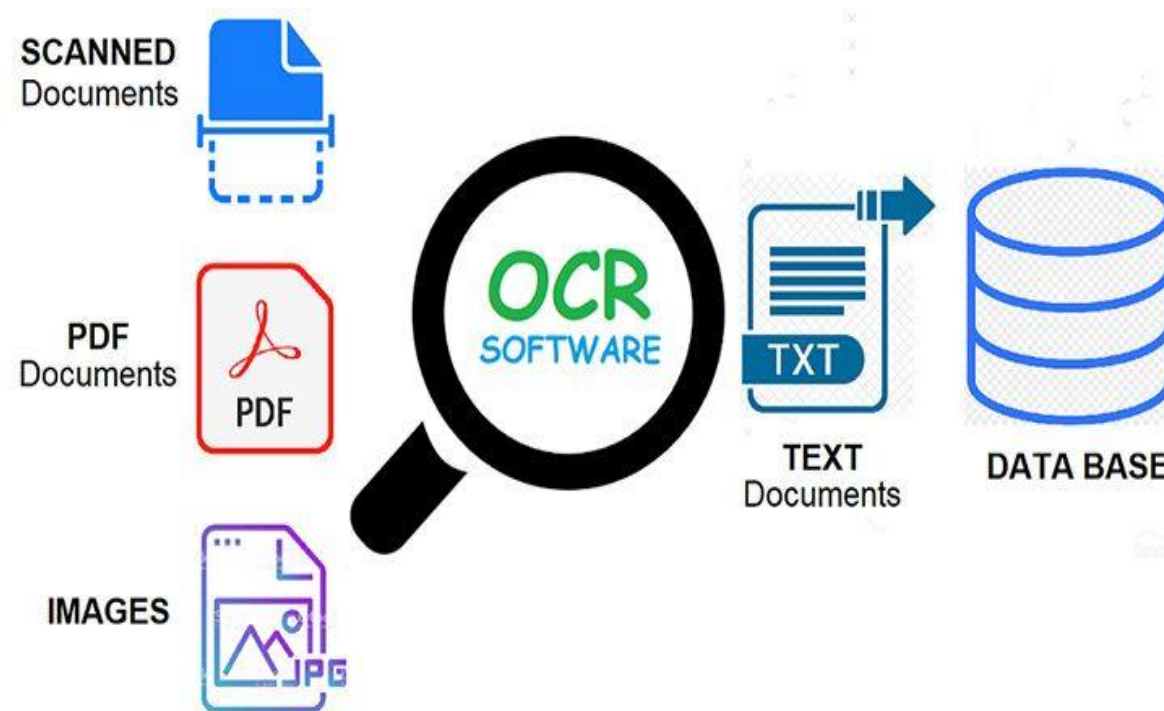 SCANNED
Documents
PDF
Documents
PDF
IMAGES
JPG
OCR
SOFTWARE
TXT
TEXT
Documents
DATA BASE